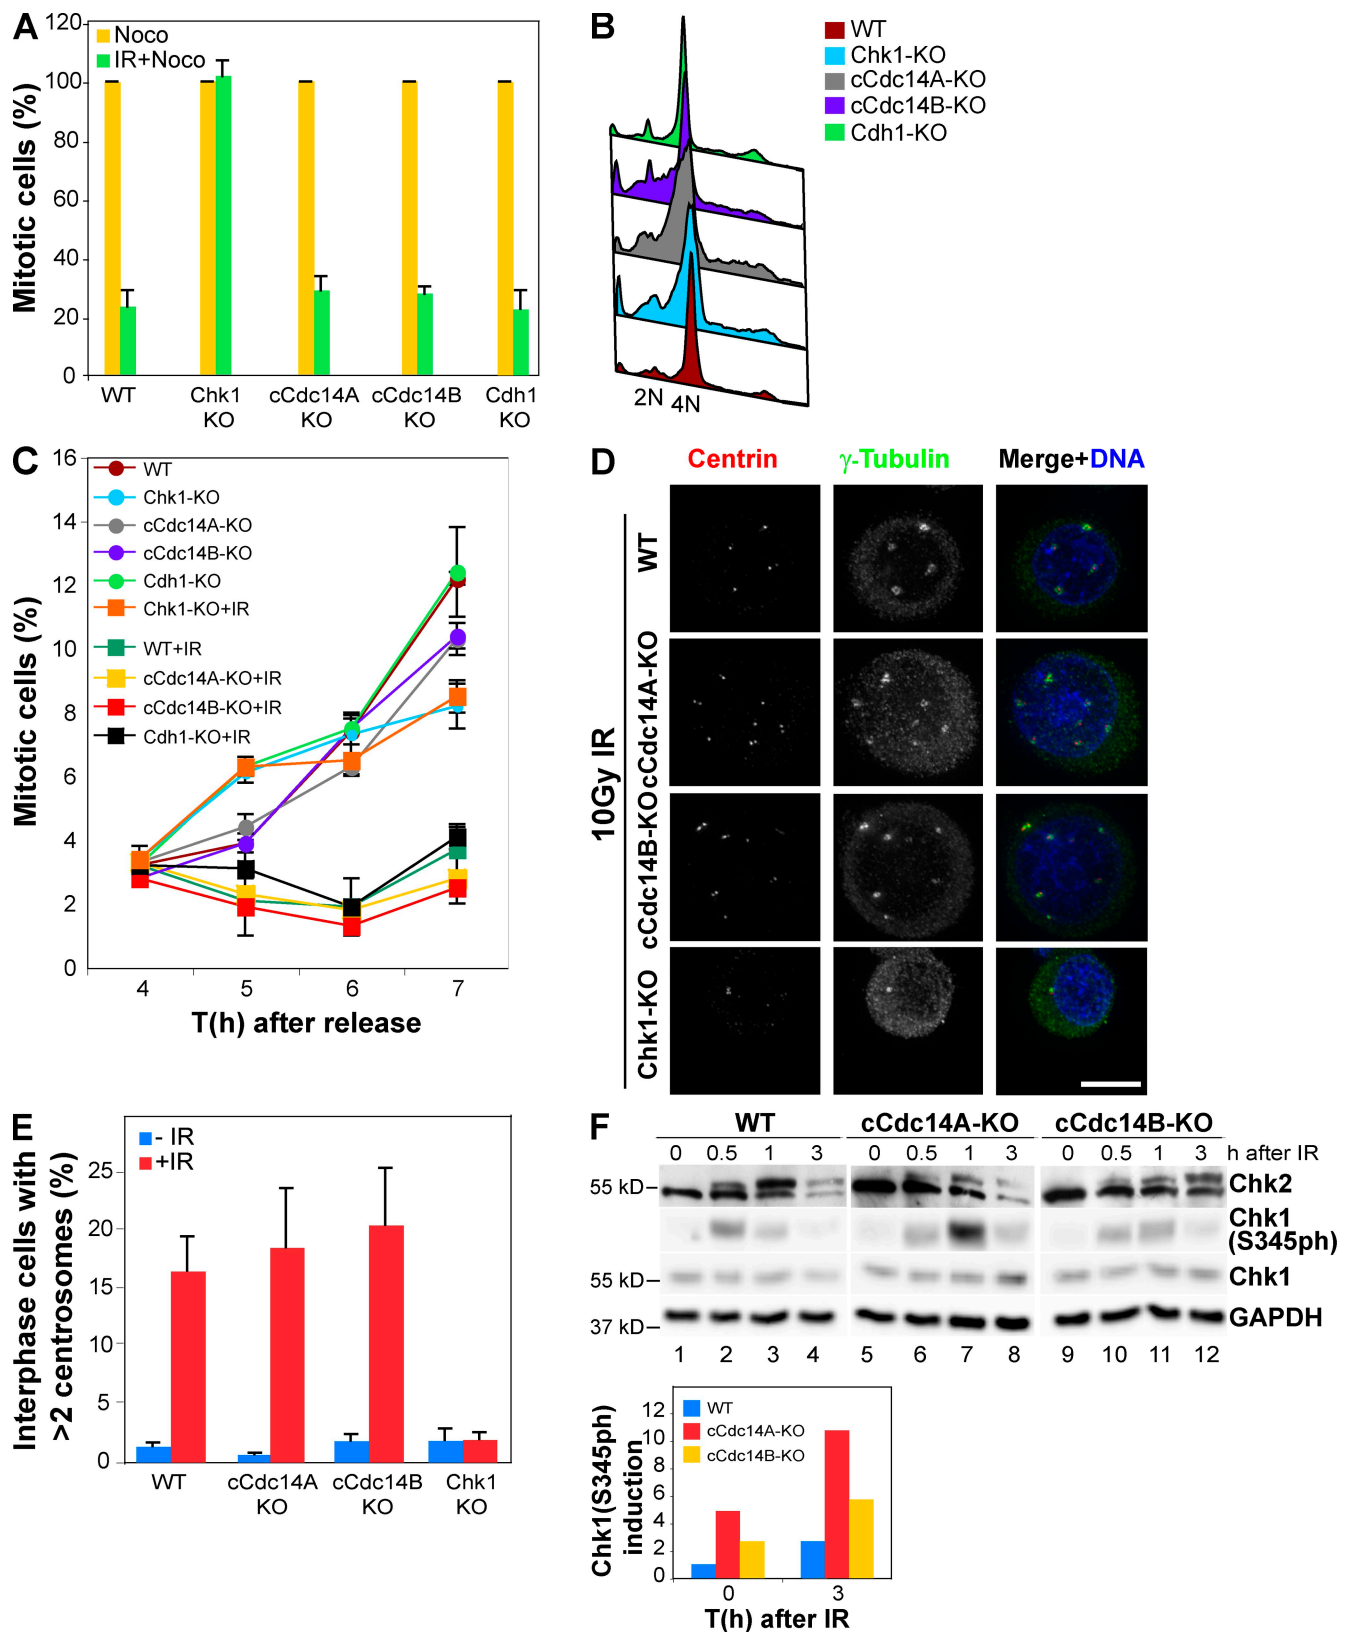 A
120
100
80
60
40
20
0
Mitotic cells (%)
Noco
IR+Noco
WT
Chk1
KO
cCdc14A
KO
cCdc14B
KO
Cdh1
KO
B
WT
Chk1-KO
cCdc14A-KO
cCdc14B-KO
Cdh1-KO
2N 4N
C
16
14
12
10
8
6
4
2
0
Mitotic cells (%)
WT
Chk1-KO
cCdc14A-KO
cCdc14B-KO
Cdh1-KO
Chk1-KO+IR
WT+IR
cCdc14A-KO+IR
cCdc14B-KO+IR
Cdh1-KO+IR
4 5 6 7
T(h) after release
D
Centrin γ-Tubulin Merge+DNA
10Gy IR
WT
cCdc14A-KO
cCdc14B-KO
Chk1-KO
E
25
20
15
10
5
0
Interphase cells with
>2 centrosomes (%)
- IR
+IR
WT
cCdc14A
KO
cCdc14B
KO
Chk1
KO
F
WT cCdc14A-KO cCdc14B-KO
0 0.5 1 3 0 0.5 1 3 0 0.5 1 3 h after IR
55 kD Chk2
Chk1
(S345ph)
55 kD Chk1
37 kD GAPDH
1 2 3 4 5 6 7 8 9 10 11 12
Chk1(S345ph)
induction
12
10
8
6
4
2
0
WT
cCdc14A-KO
cCdc14B-KO
0 3
T(h) after IR